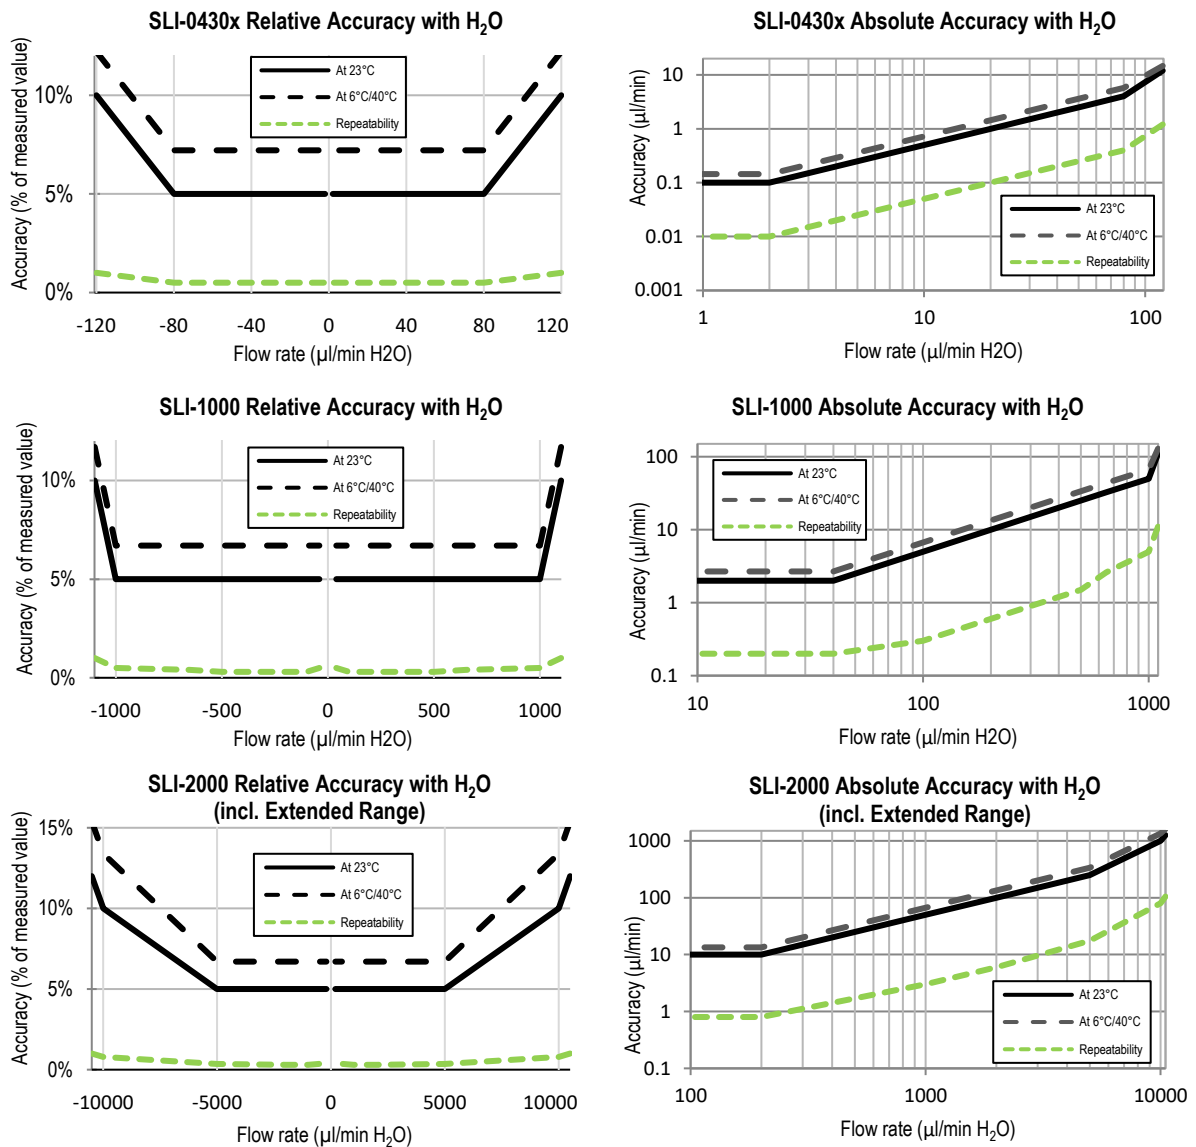 SLI-0430x Relative Accuracy with H₂O
Accuracy (% of measured value)
10%
5%
0%
At 23°C
At 6°C/40°C
Repeatability
-120 -80 -40 0 40 80 120
Flow rate (µl/min H2O)
SLI-0430x Absolute Accuracy with H₂O
Accuracy (µl/min)
10
1
0.1
0.01
0.001
At 23°C
At 6°C/40°C
Repeatability
1 10 100
Flow rate (µl/min H2O)
SLI-1000 Relative Accuracy with H₂O
Accuracy (% of measured value)
10%
5%
0%
At 23°C
At 6°C/40°C
Repeatability
-1000 -500 0 500 1000
Flow rate (µl/min H2O)
SLI-1000 Absolute Accuracy with H₂O
Accuracy (µl/min)
100
10
1
0.1
At 23°C
At 6°C/40°C
Repeatability
10 100 1000
Flow rate (µl/min H2O)
SLI-2000 Relative Accuracy with H₂O
(incl. Extended Range)
Accuracy (% of measured value)
15%
10%
5%
0%
At 23°C
At 6°C/40°C
Repeatability
-10000 -5000 0 5000 10000
Flow rate (µl/min H₂O)
SLI-2000 Absolute Accuracy with H₂O
(incl. Extended Range)
Accuracy (µl/min)
1000
100
10
1
0.1
At 23°C
At 6°C/40°C
Repeatability
100 1000 10000
Flow rate (µl/min H₂O)